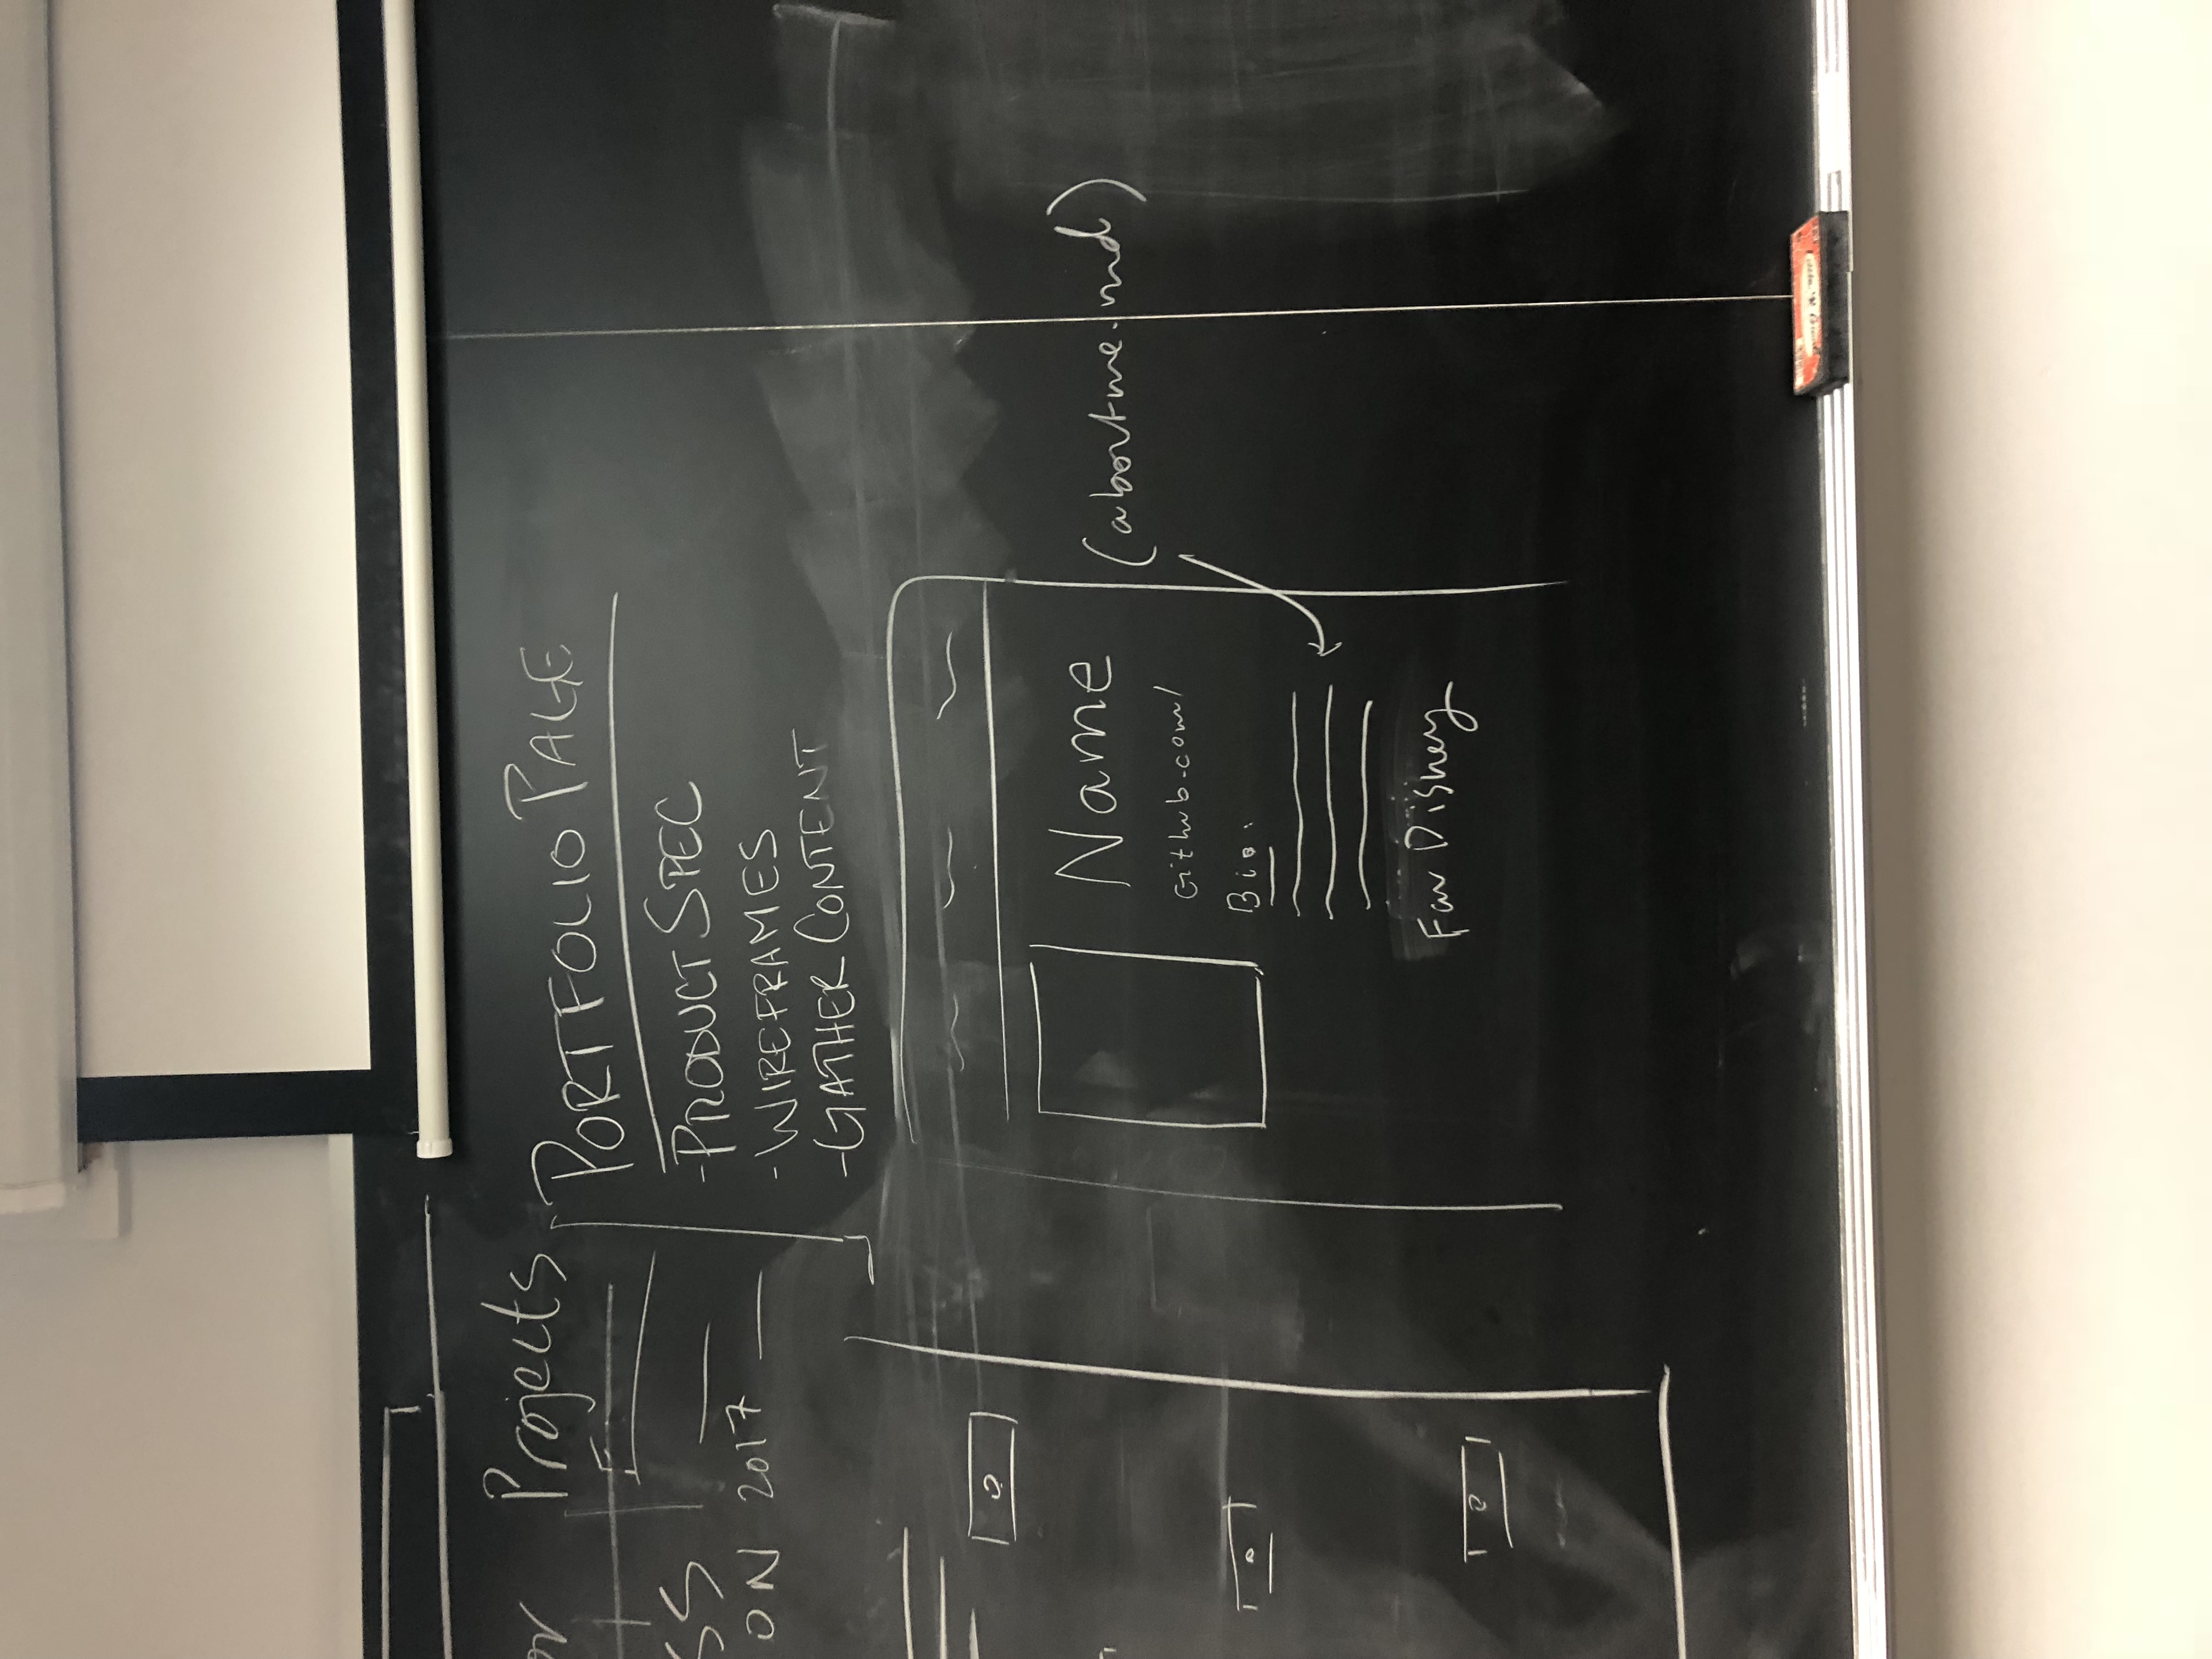 or Projects
SS
ON 2017
PORTFOLIO PAGE
-PRODUCT SPEC
-WIREFRAMES
-GATHER CONTENT
Name
Github.com/
Bio:
(aboutme.md)
Fav Disney